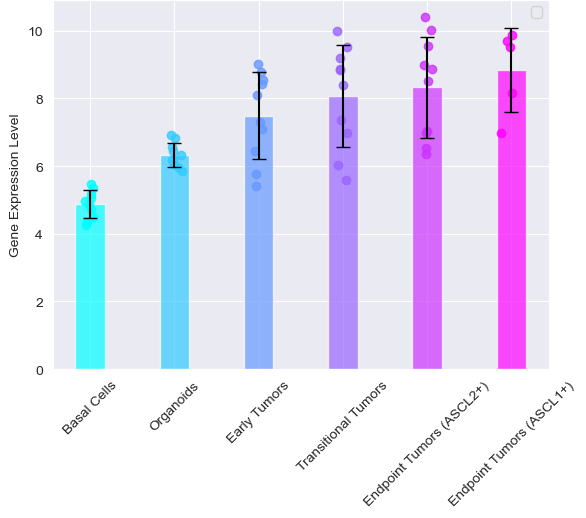 Gene Expression Level
10
8
6
4
2
0
Basal Cells
Organoids
Early Tumors
Transitional Tumors
Endpoint Tumors (ASCL2+)
Endpoint Tumors (ASCL1+)